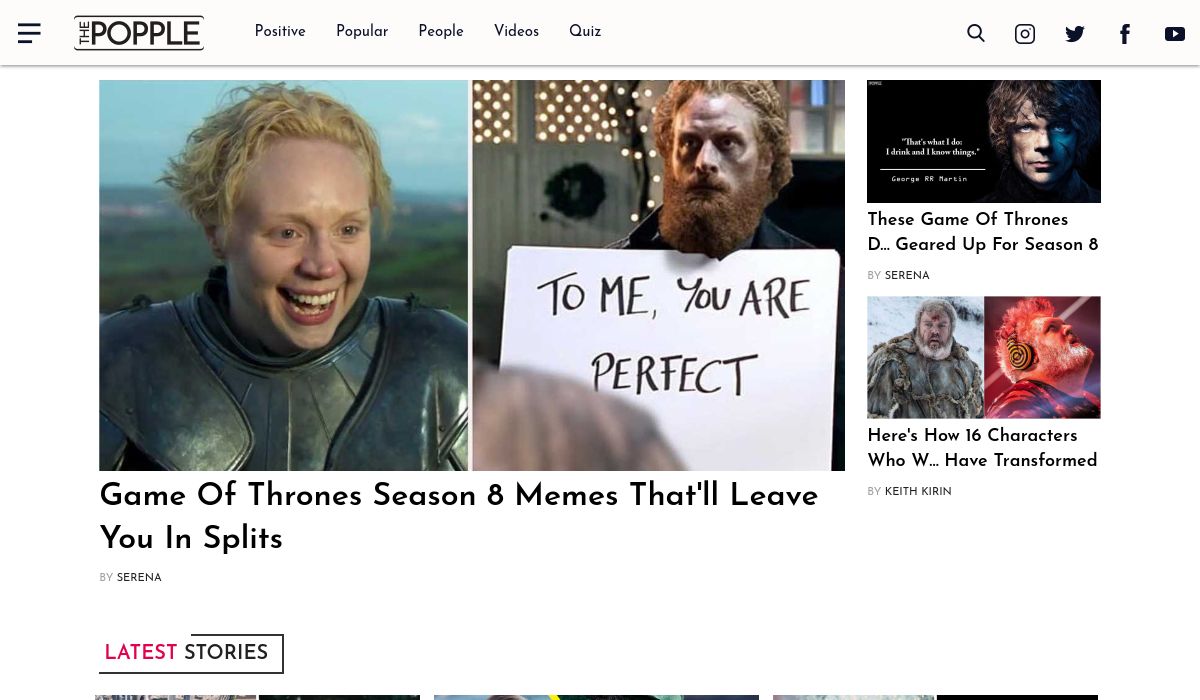 THE POPPLE
Positive
Popular
People
Videos
Quiz
TO ME, YOU ARE
PERFECT
Game Of Thrones Season 8 Memes That'll Leave
You In Splits
BY SERENA
POPPLE
"That's what I do:
I drink and I know things."
George RR Martin
These Game Of Thrones
D... Geared Up For Season 8
BY SERENA
Here's How 16 Characters
Who W... Have Transformed
BY KEITH KIRIN
LATEST STORIES